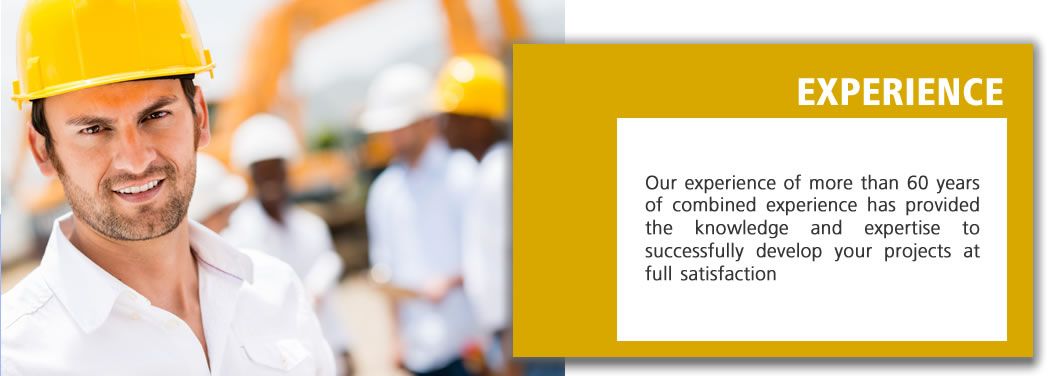 EXPERIENCE
Our experience of more than 60 years
of combined experience has provided
the knowledge and expertise to
successfully develop your projects at
full satisfaction